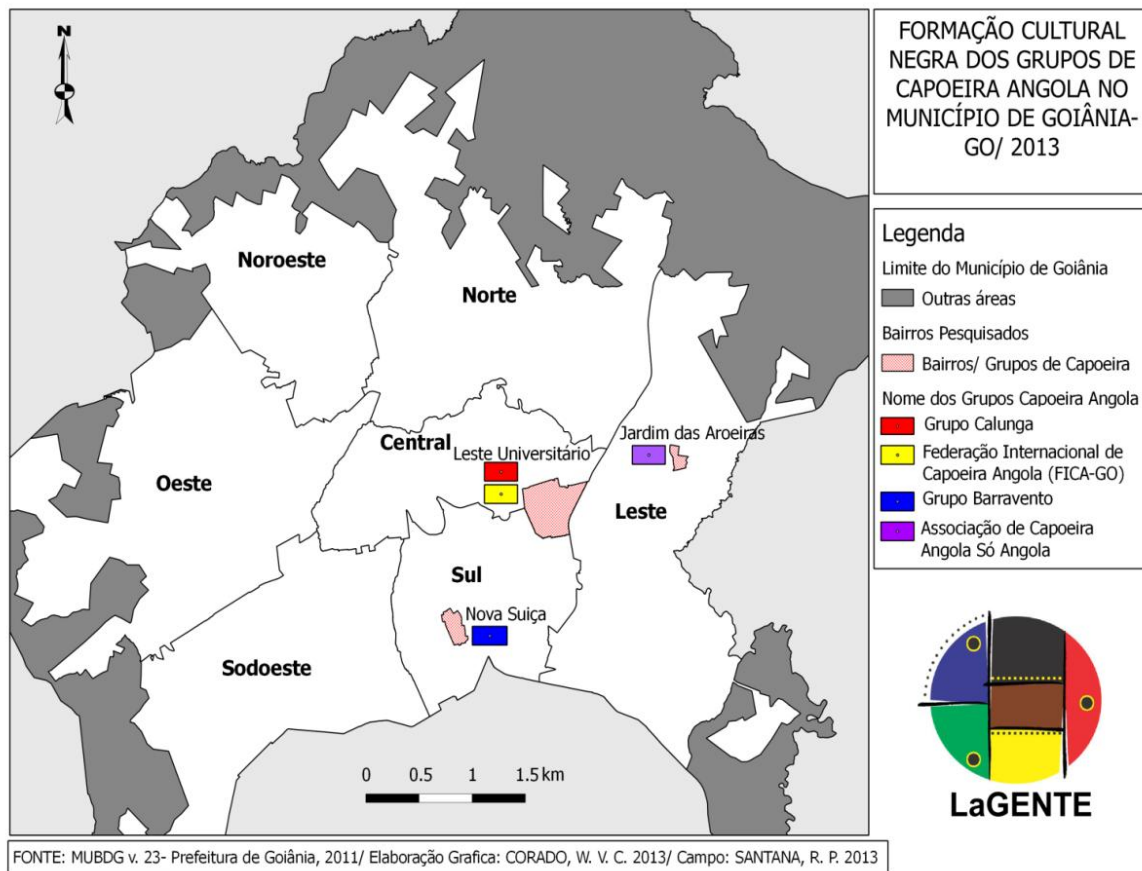 FORMAÇÃO CULTURAL
NEGRA DOS GRUPOS DE
CAPOEIRA ANGOLA NO
MUNICÍPIO DE GOIÂNIA-
GO/ 2013
N
Noroeste
Norte
Central
Leste Universitário
Jardim das Aroeiras
Oeste
Leste
Sul
Nova Suiça
Sodoeste
0 0.5 1 1.5 km
Legenda
Limite do Município de Goiânia
Outras áreas
Bairros Pesquisados
Bairros/ Grupos de Capoeira
Nome dos Grupos Capoeira Angola
Grupo Calunga
Federação Internacional de
Capoeira Angola (FICA-GO)
Grupo Barravento
Associação de Capoeira
Angola Só Angola
LaGENTE
FONTE: MUBDG v. 23- Prefeitura de Goiânia, 2011/ Elaboração Grafica: CORADO, W. V. C. 2013/ Campo: SANTANA, R. P. 2013